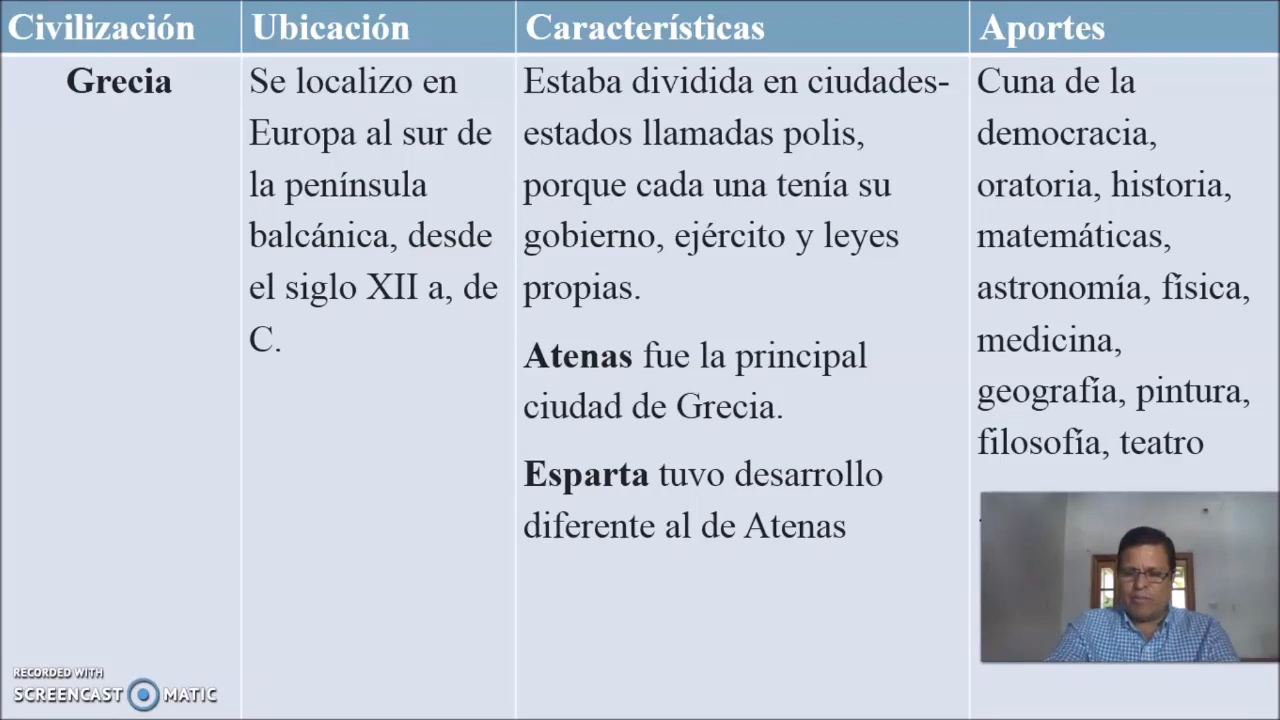 Civilización
Ubicación
Características
Aportes
Grecia
Se localizo en
Europa al sur de
la península
balcánica, desde
el siglo XII a, de
C.
Estaba dividida en ciudades-
estados llamadas polis,
porque cada una tenía su
gobierno, ejército y leyes
propias.
Atenas fue la principal
ciudad de Grecia.
Esparta tuvo desarrollo
diferente al de Atenas
Cuna de la
democracia,
oratoria, historia,
matemáticas,
astronomía, física,
medicina,
geografía, pintura,
filosofía, teatro
RECORDED WITH
SCREENCAST MATIC